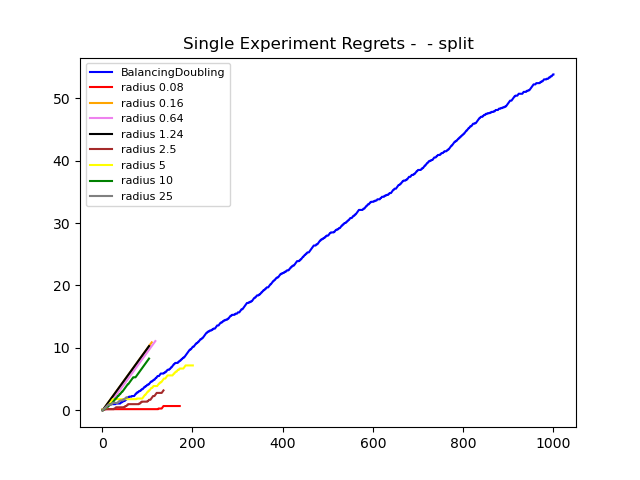 Single Experiment Regrets -  - split
BalancingDoubling
radius 0.08
radius 0.16
radius 0.64
radius 1.24
radius 2.5
radius 5
radius 10
radius 25
50
40
30
20
10
0
0 200 400 600 800 1000